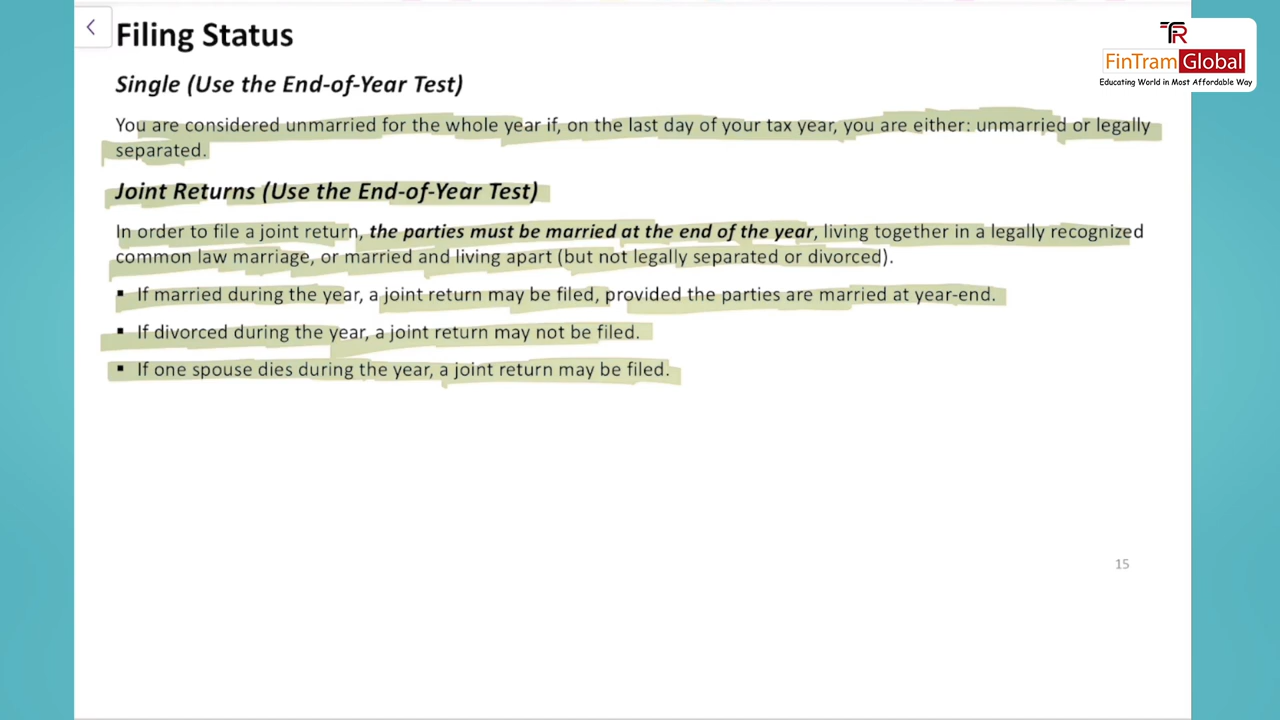 Filing Status
FinTram Global
Educating World in Most Affordable Way
Single (Use the End-of-Year Test)
You are considered unmarried for the whole year if, on the last day of your tax year, you are either: unmarried or legally
separated.
Joint Returns (Use the End-of-Year Test)
In order to file a joint return, the parties must be married at the end of the year, living together in a legally recognized
common law marriage, or married and living apart (but not legally separated or divorced).
▪ If married during the year, a joint return may be filed, provided the parties are married at year-end.
▪ If divorced during the year, a joint return may not be filed.
▪ If one spouse dies during the year, a joint return may be filed.
15